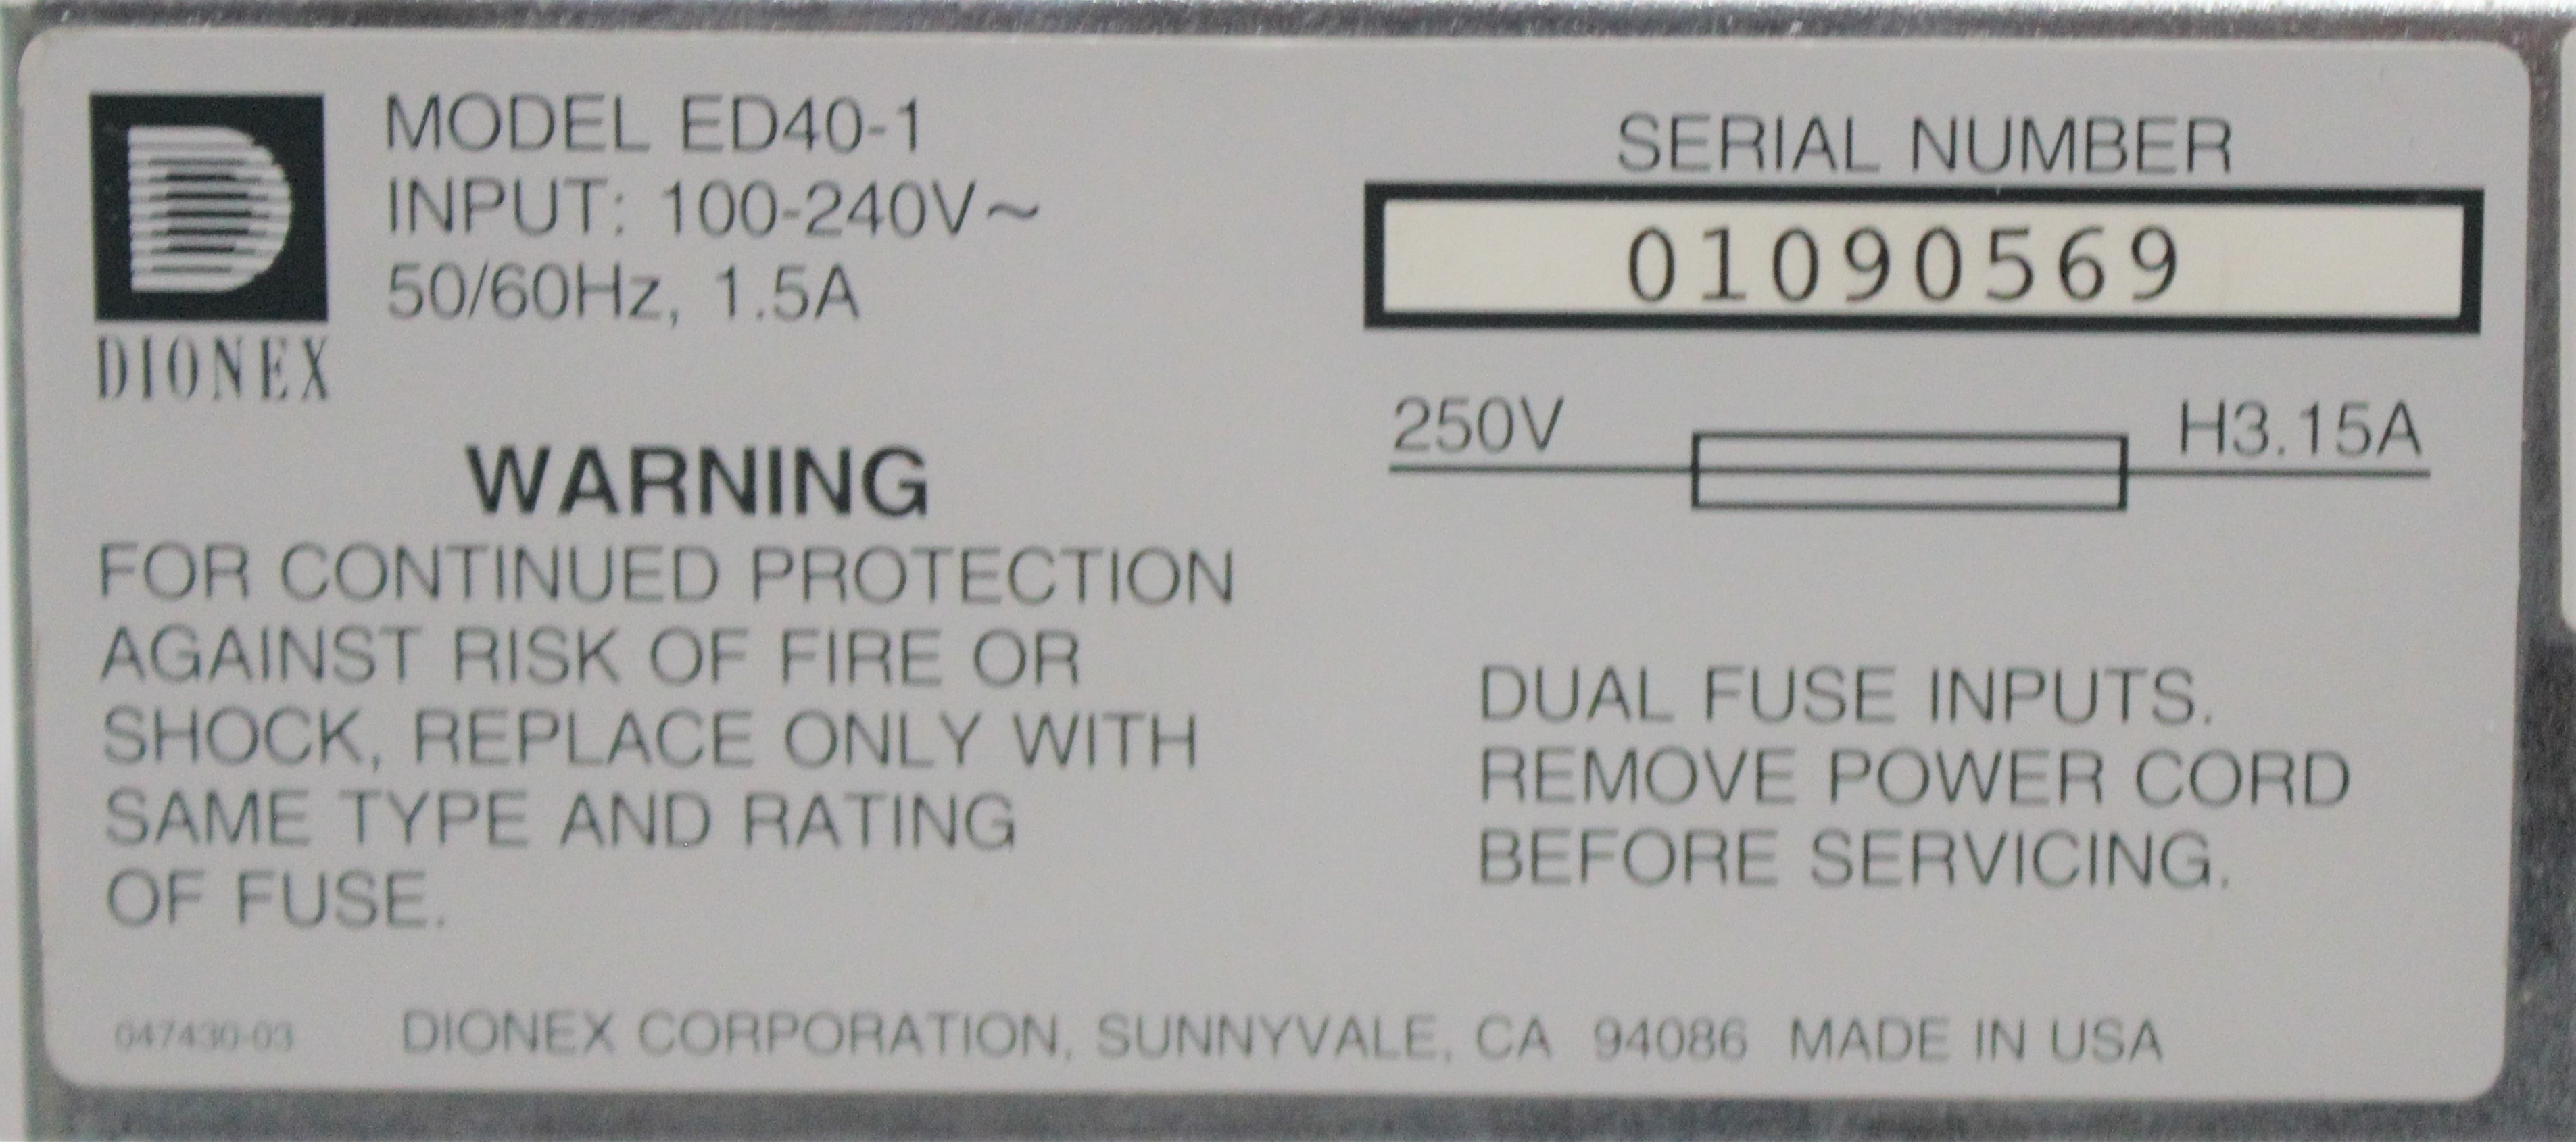 MODEL ED40-1
INPUT: 100-240V~
50/60Hz, 1.5A
DIONEX
WARNING
FOR CONTINUED PROTECTION
AGAINST RISK OF FIRE OR
SHOCK, REPLACE ONLY WITH
SAME TYPE AND RATING
OF FUSE.
SERIAL NUMBER
01090569
250V H3.15A
DUAL FUSE INPUTS.
REMOVE POWER CORD
BEFORE SERVICING.
047430-03 DIONEX CORPORATION, SUNNYVALE, CA 94086 MADE IN USA